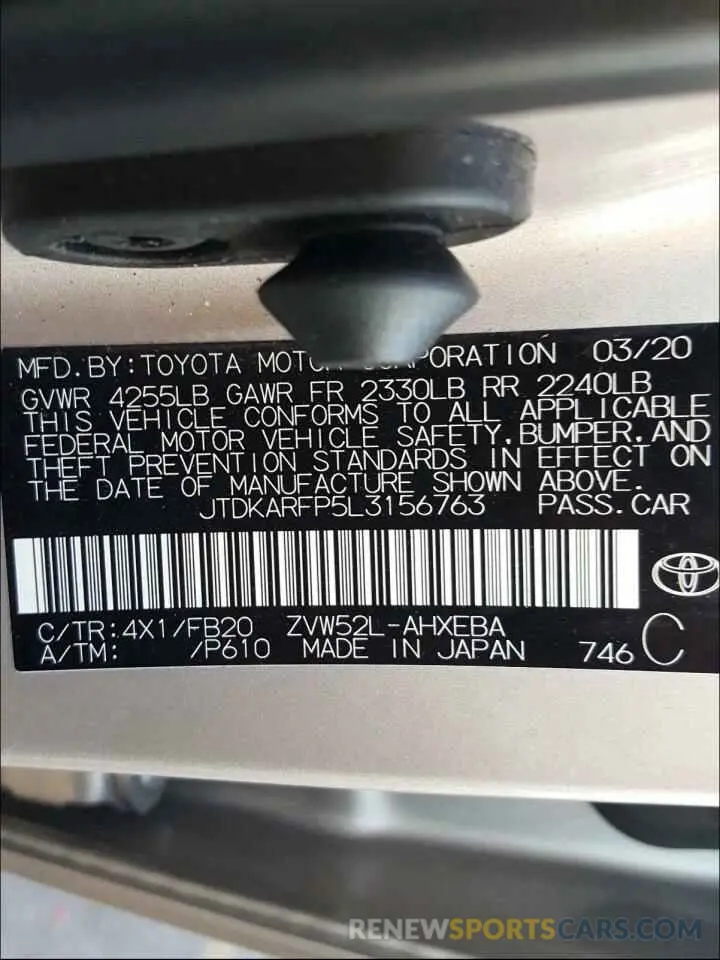 MFD.BY:TOYOTA MOTOR CORPORATION 03/20
GVWR 4255LB GAWR FR 2330LB RR 2240LB
THIS VEHICLE CONFORMS TO ALL APPLICABLE
FEDERAL MOTOR VEHICLE SAFETY,BUMPER,AND
THEFT PREVENTION STANDARDS IN EFFECT ON
THE DATE OF MANUFACTURE SHOWN ABOVE.
JTDKARFP5L3156763 PASS.CAR
C/TR:4X1/FB20 ZVW52L-AHXEBA
A/TM: /P610 MADE IN JAPAN 746 C
RENEWSPORTSCARS.COM